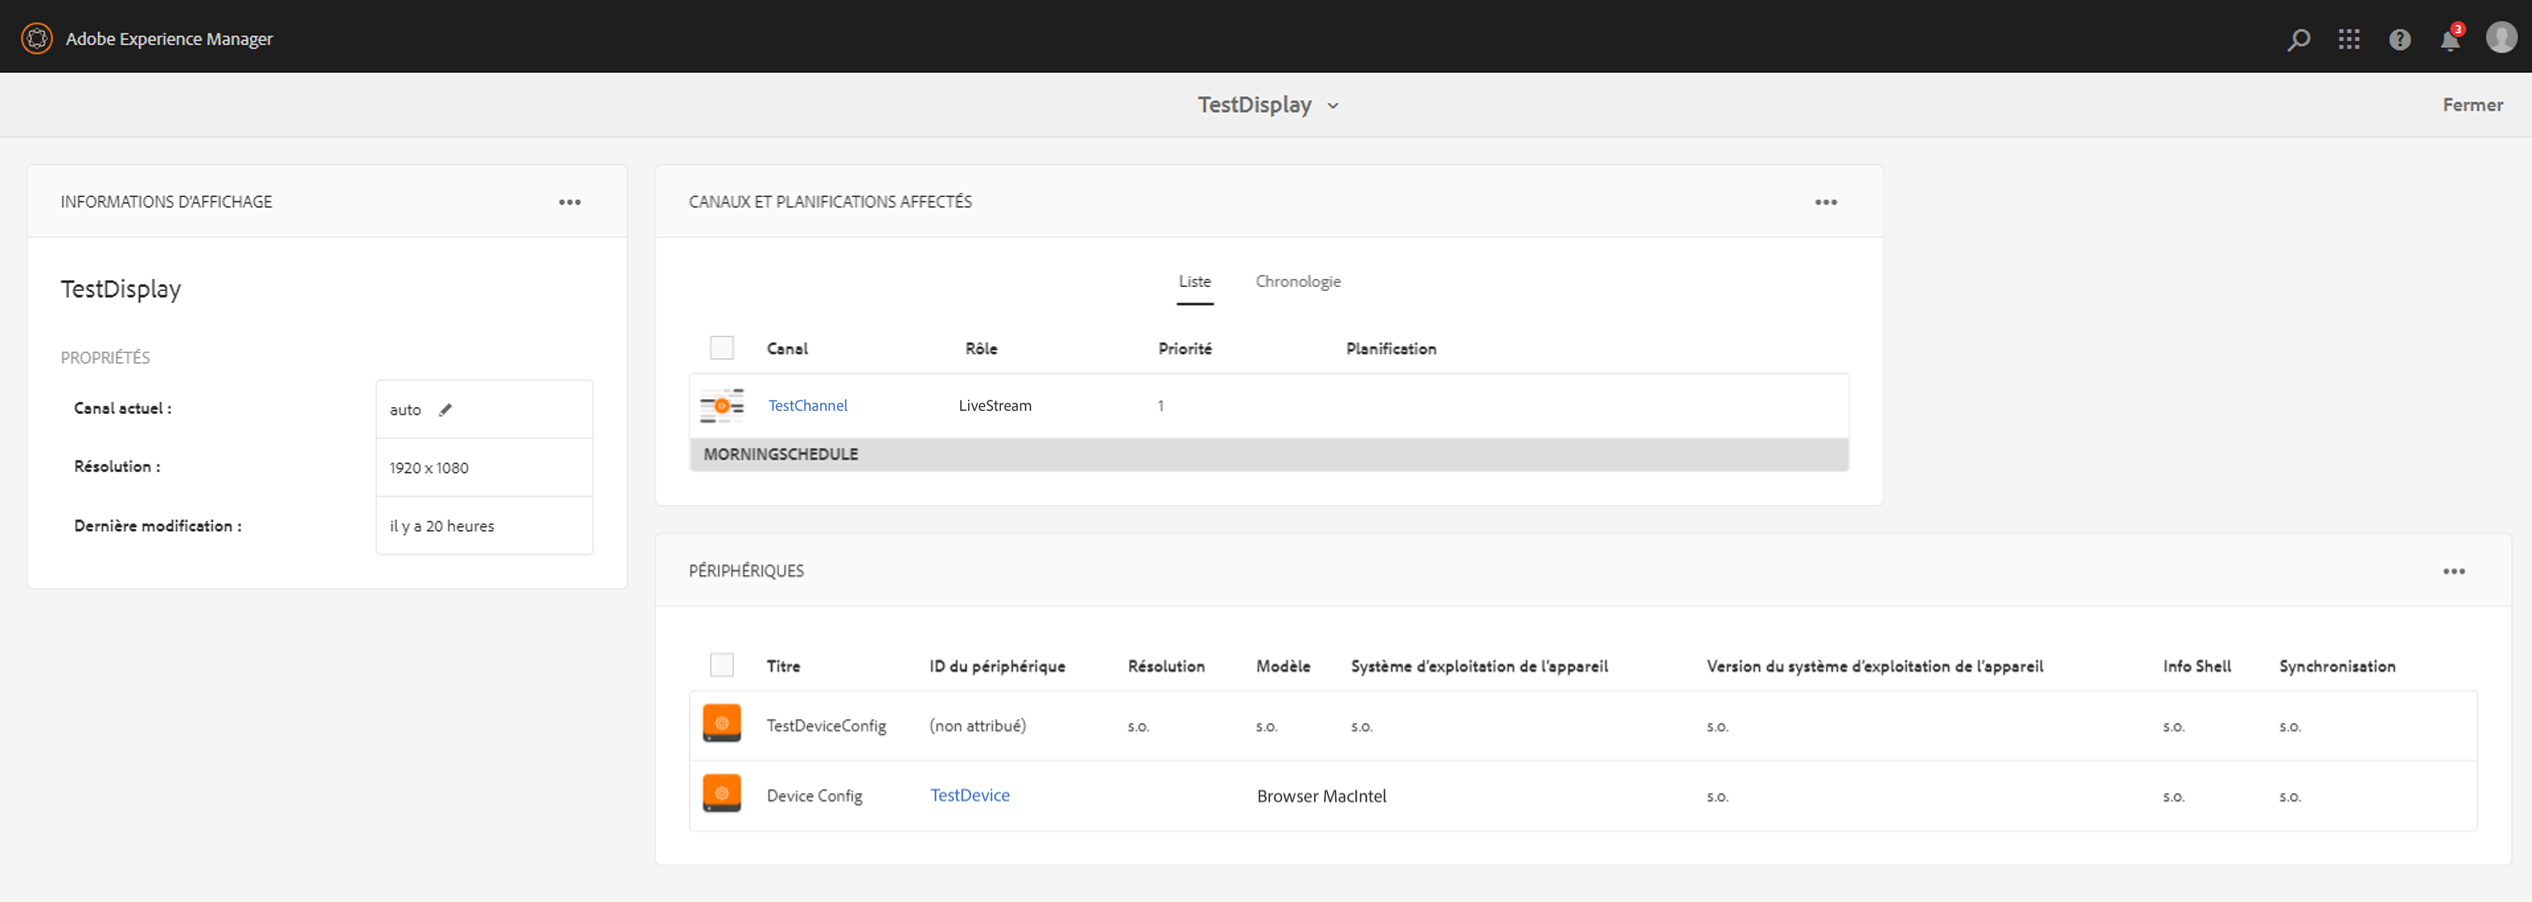 Adobe Experience Manager
3
TestDisplay
Fermer
INFORMATIONS D'AFFICHAGE
TestDisplay
PROPRIÉTÉS
Canal actuel : auto
Résolution : 1920 x 1080
Dernière modification : il y a 20 heures
CANAUX ET PLANIFICATIONS AFFECTÉS
Liste Chronologie
Canal Rôle Priorité Planification
TestChannel LiveStream 1
MORNINGSCHEDULE
PÉRIPHÉRIQUES
Titre ID du périphérique Résolution Modèle Système d’exploitation de l’appareil Version du système d’exploitation de l’appareil Info Shell Synchronisation
TestDeviceConfig (non attribué) s.o. s.o. s.o. s.o. s.o. s.o.
Device Config TestDevice Browser MacIntel s.o. s.o. s.o.